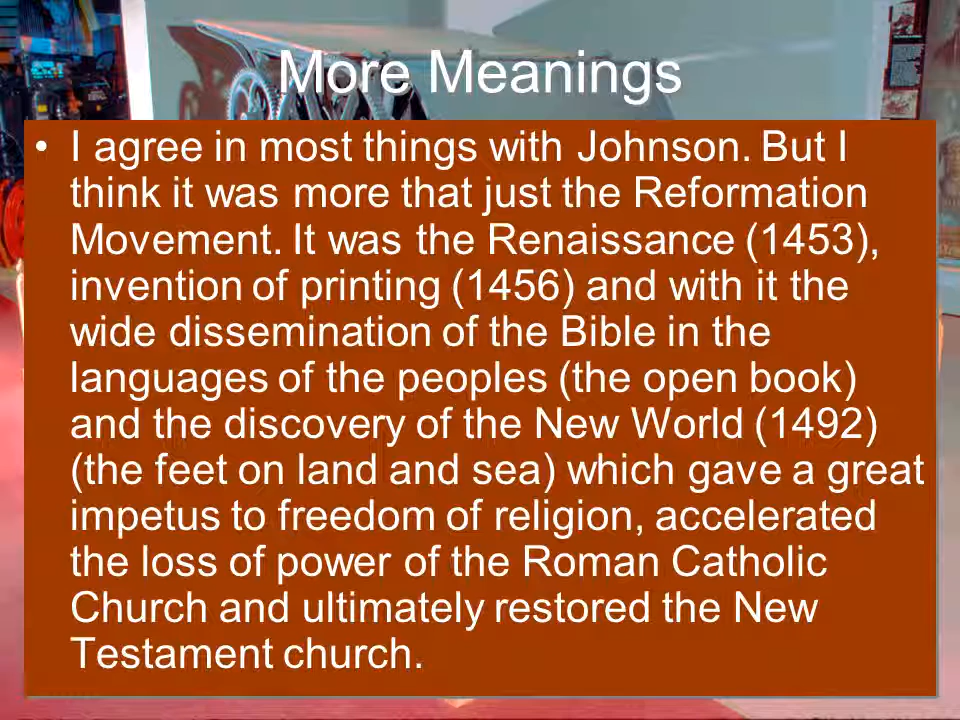 More Meanings
• I agree in most things with Johnson. But I
think it was more that just the Reformation
Movement. It was the Renaissance (1453),
invention of printing (1456) and with it the
wide dissemination of the Bible in the
languages of the peoples (the open book)
and the discovery of the New World (1492)
(the feet on land and sea) which gave a great
impetus to freedom of religion, accelerated
the loss of power of the Roman Catholic
Church and ultimately restored the New
Testament church.